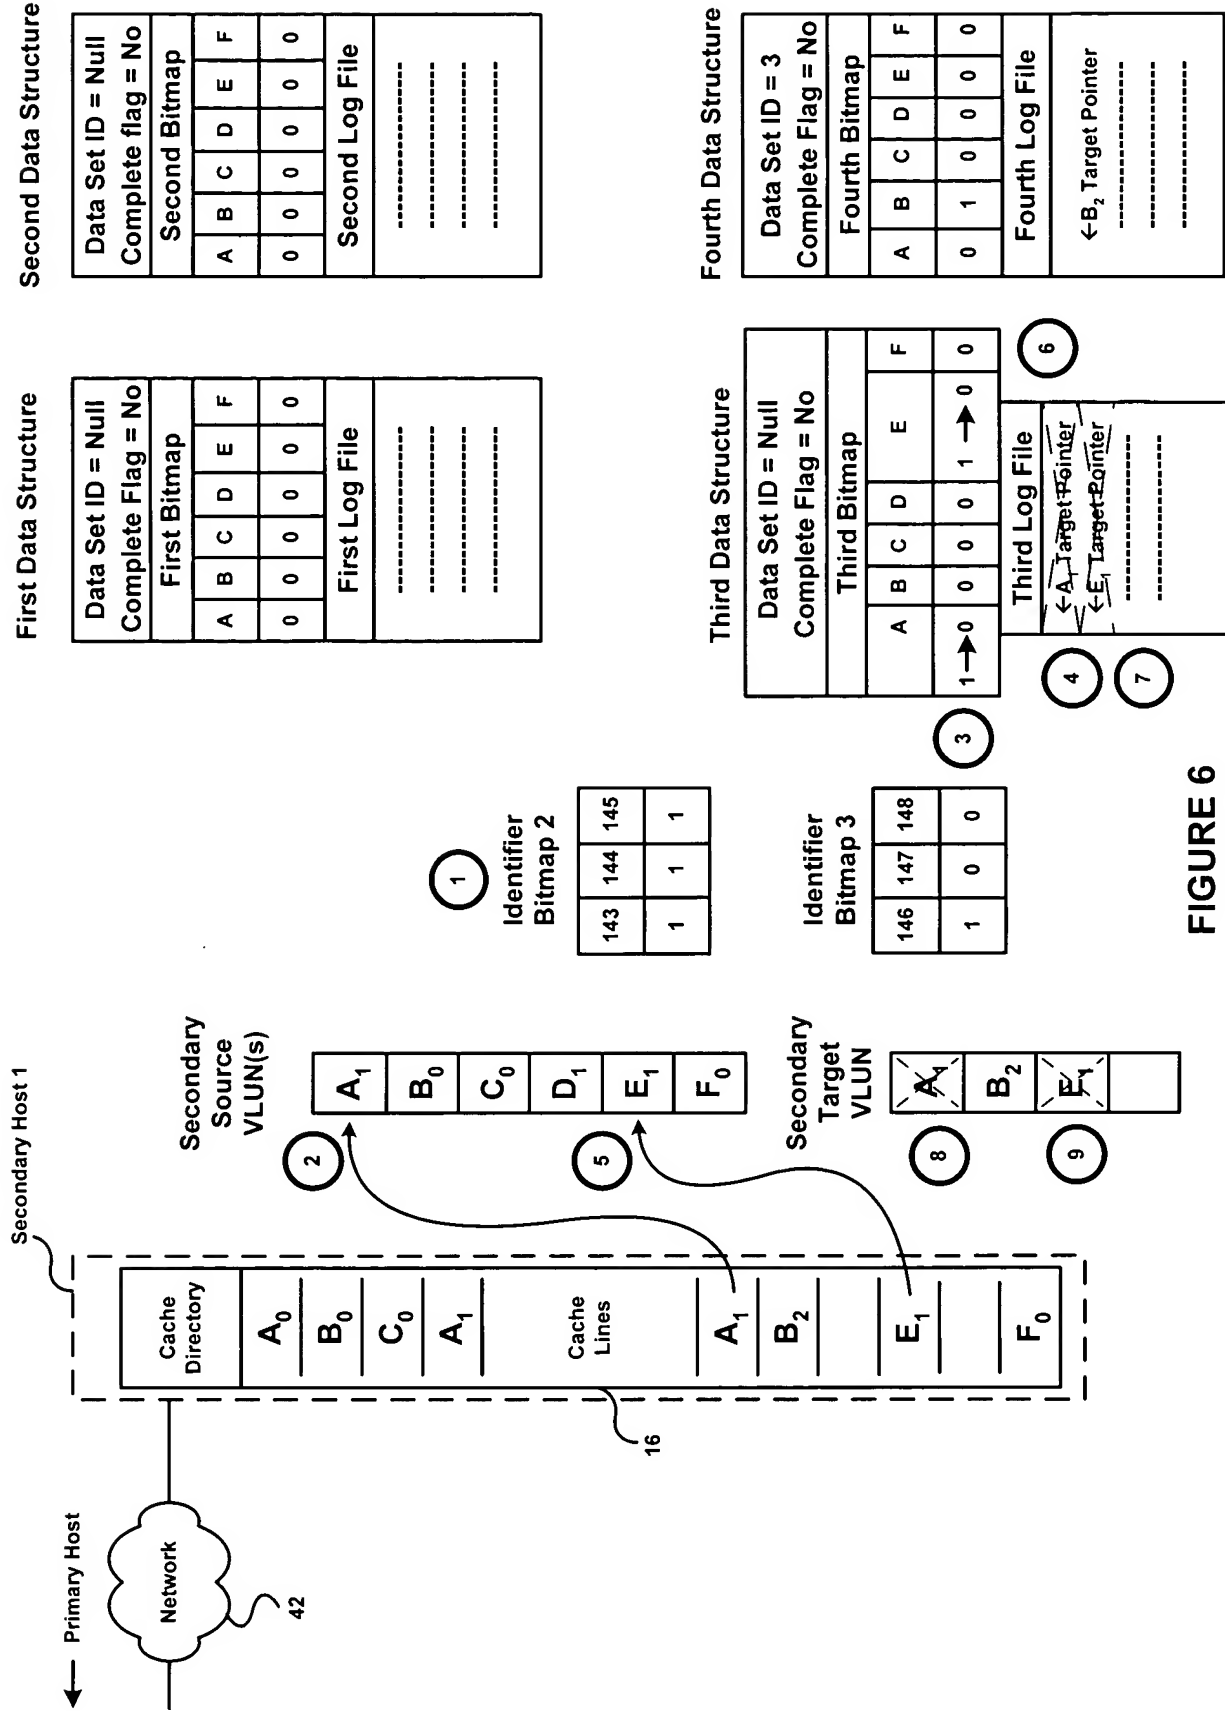 Primary Host
Network
42
Secondary Host 1
Cache
Directory
A0
B0
C0
A1
Cache
Lines
A1
B2
E1
F0
16
Secondary
Source
VLUN(s)
2
A1
B0
C0
D1
E1
F0
5
Secondary
Target
VLUN
8
A1
B2
E1
9
1
Identifier
Bitmap 2
143 144 145
1 1 1
Identifier
Bitmap 3
146 147 148
1 0 0
First Data Structure
Data Set ID = Null
Complete Flag = No
First Bitmap
A B C D E F
0 0 0 0 0 0
First Log File
Second Data Structure
Data Set ID = Null
Complete flag = No
Second Bitmap
A B C D E F
0 0 0 0 0 0
Second Log File
Third Data Structure
Data Set ID = Null
Complete Flag = No
Third Bitmap
A B C D E F
1→0 0 0 0 1→0 0
3
6
Third Log File
4
←A1 Target Pointer
←E1 Target Pointer
7
Fourth Data Structure
Data Set ID = 3
Complete Flag = No
Fourth Bitmap
A B C D E F
0 1 0 0 0 0
Fourth Log File
←B2 Target Pointer
FIGURE 6